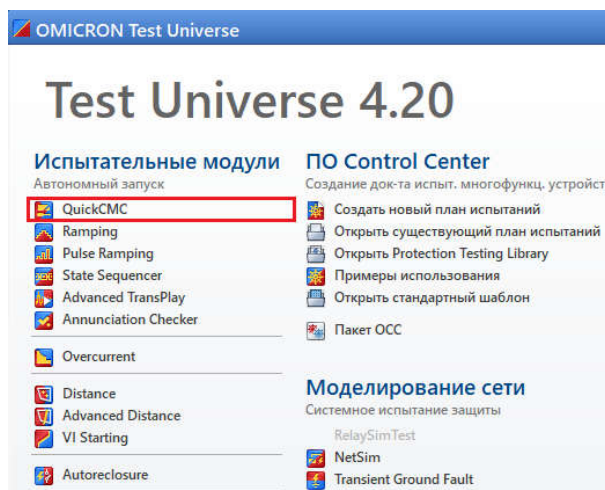 OMICRON Test Universe
Test Universe 4.20
Испытательные модули
Автономный запуск
QuickCMC
Ramping
Pulse Ramping
State Sequencer
Advanced TransPlay
Annunciation Checker
Overcurrent
Distance
Advanced Distance
VI Starting
Autoreclosure
ПО Control Center
Создание док-та испыт. многофункц. устройст
Создать новый план испытаний
Открыть существующий план испытаний
Открыть Protection Testing Library
Примеры использования
Открыть стандартный шаблон
Пакет ОСС
Моделирование сети
Системное испытание защиты
RelaySimTest
NetSim
Transient Ground Fault